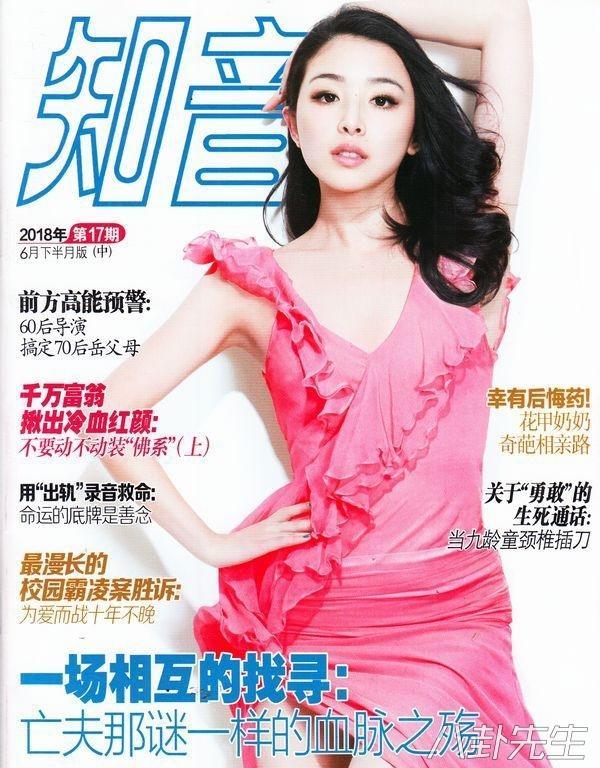 知音
2018年 第17期
6月下半月版（中）
前方高能预警:
60后导演
搞定70后岳父母
千万富翁
揪出冷血红颜:
不要动不动装“佛系”（上）
用“出轨”录音救命:
命运的底牌是善念
最漫长的
校园霸凌案胜诉:
为爱而战十年不晚
幸有后悔药!
花甲奶奶
奇葩相亲路
关于“勇敢”的
生死通话:
当九龄童颈椎插刀
一场相互的找寻:
亡夫那谜一样的血脉之殇
八卦先生